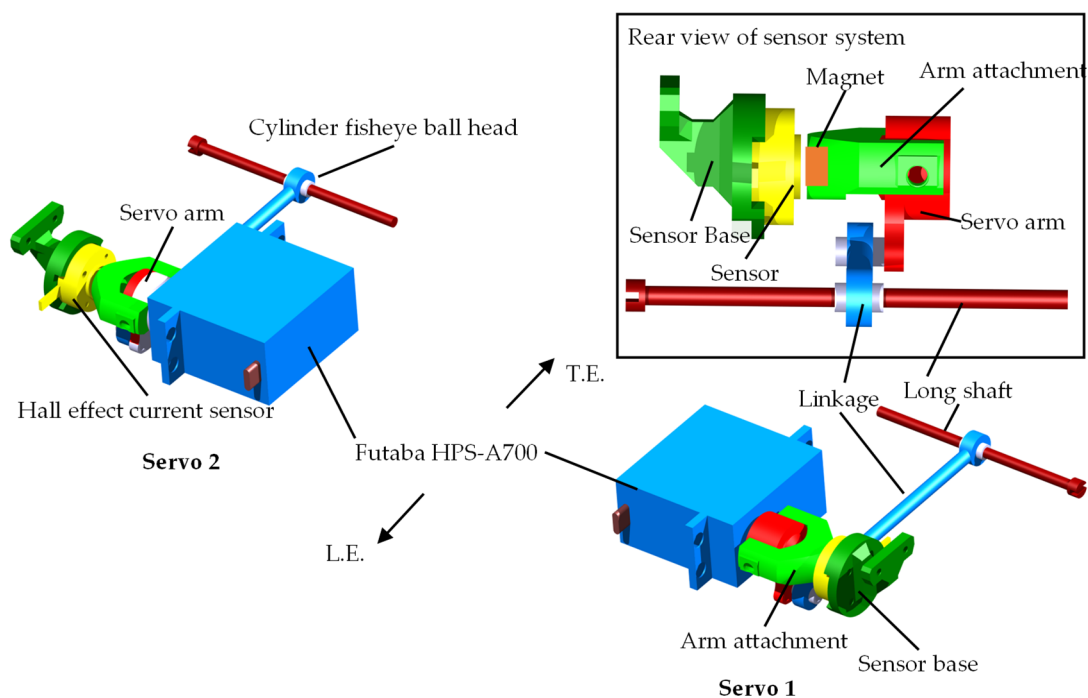 Rear view of sensor system
Magnet
Arm attachment
Cylinder fisheye ball head
Servo arm
Sensor Base
Servo arm
Sensor
T.E.
Hall effect current sensor
Linkage
Long shaft
Futaba HPS-A700
Servo 2
L.E.
Arm attachment
Sensor base
Servo 1